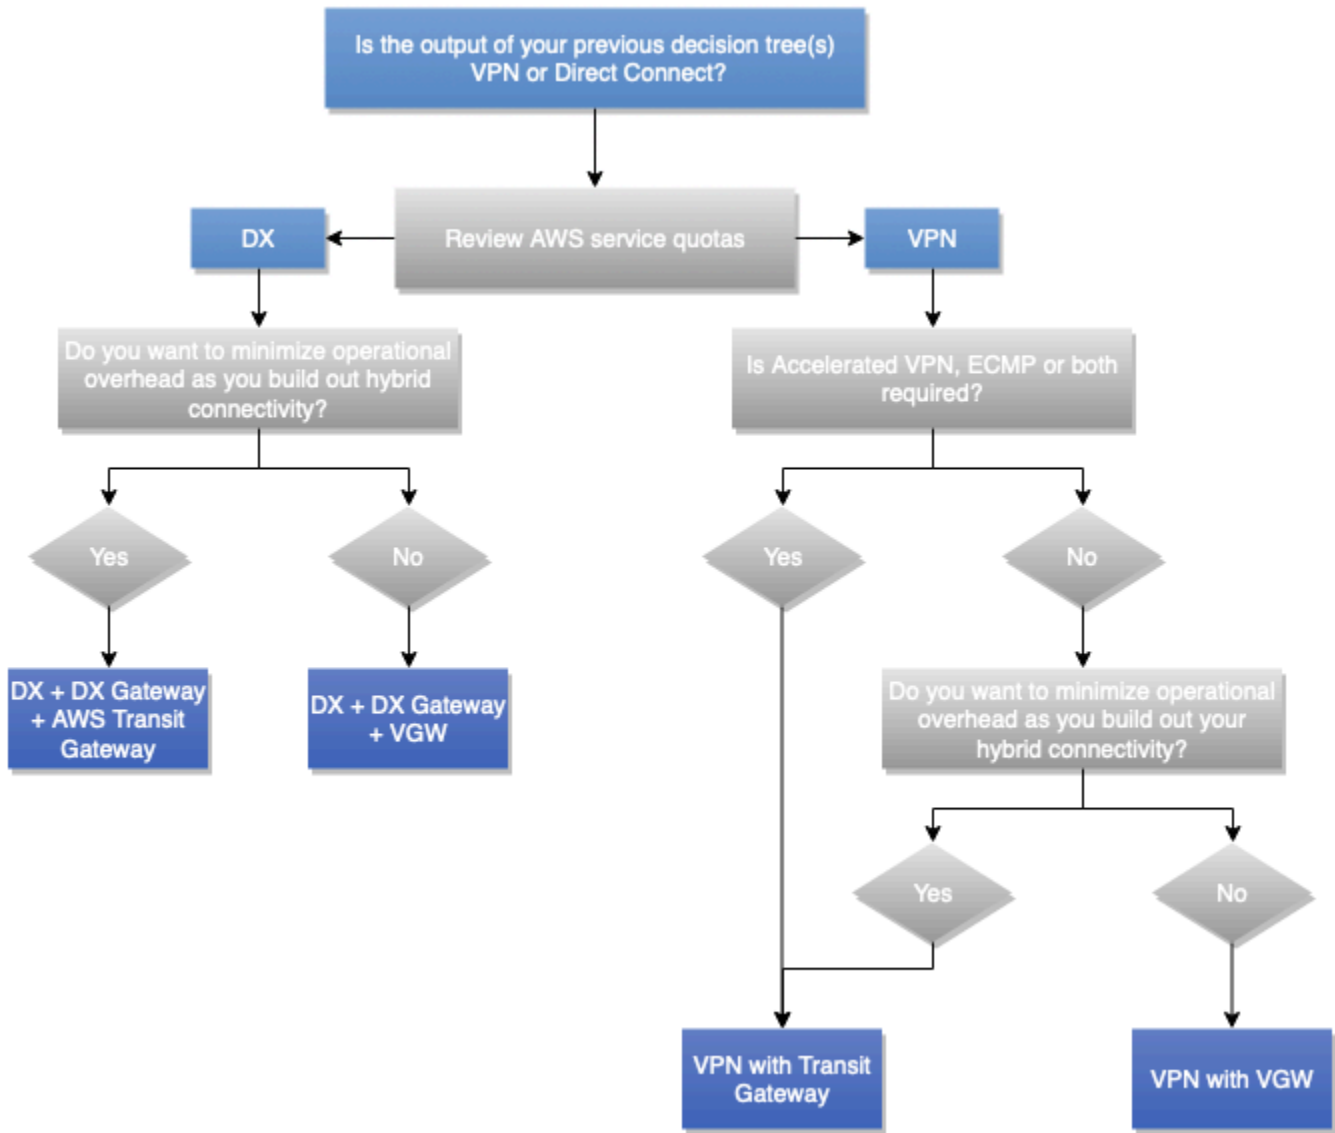 Is the output of your previous decision tree(s)
VPN or Direct Connect?
DX
Review AWS service quotas
VPN
Do you want to minimize operational
overhead as you build out hybrid
connectivity?
Is Accelerated VPN, ECMP or both
required?
Yes
No
Yes
No
DX + DX Gateway
+ AWS Transit
Gateway
DX + DX Gateway
+ VGW
Do you want to minimize operational
overhead as you build out your
hybrid connectivity?
Yes
No
VPN with Transit
Gateway
VPN with VGW